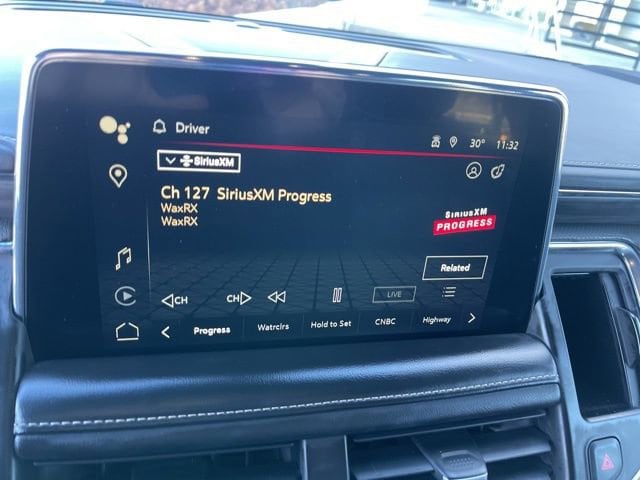 Driver
30° 11:32
SiriusXM
Ch 127 SiriusXM Progress
WaxRX
WaxRX
SiriusXM
PROGRESS
Related
CH
CH
LIVE
Progress Watrclrs Hold to Set CNBC Highway